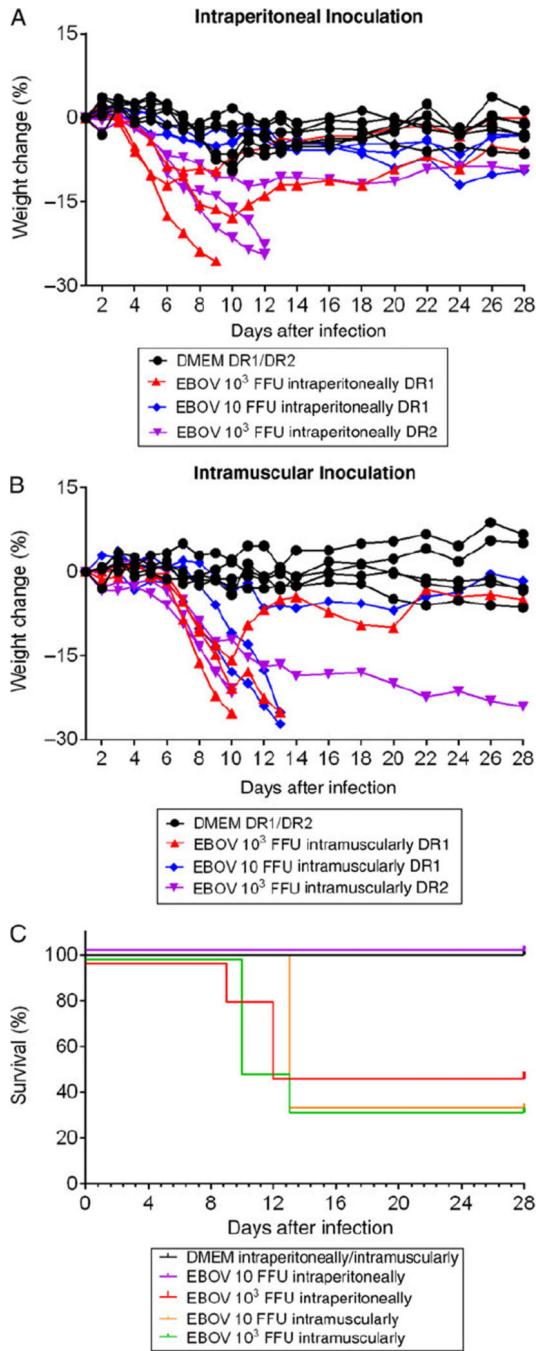 A
Intraperitoneal Inoculation
Weight change (%)
15
0
−15
−30
2 4 6 8 10 12 14 16 18 20 22 24 26 28
Days after infection
DMEM DR1/DR2
EBOV 10³ FFU intraperitoneally DR1
EBOV 10 FFU intraperitoneally DR1
EBOV 10³ FFU intraperitoneally DR2
B
Intramuscular Inoculation
Weight change (%)
15
0
−15
−30
2 4 6 8 10 12 14 16 18 20 22 24 26 28
Days after infection
DMEM DR1/DR2
EBOV 10³ FFU intramuscularly DR1
EBOV 10 FFU intramuscularly DR1
EBOV 10³ FFU intramuscularly DR2
C
Survival (%)
100
80
60
40
20
0
0 4 8 12 16 20 24 28
Days after infection
DMEM intraperitoneally/intramuscularly
EBOV 10 FFU intraperitoneally
EBOV 10³ FFU intraperitoneally
EBOV 10 FFU intramuscularly
EBOV 10³ FFU intramuscularly